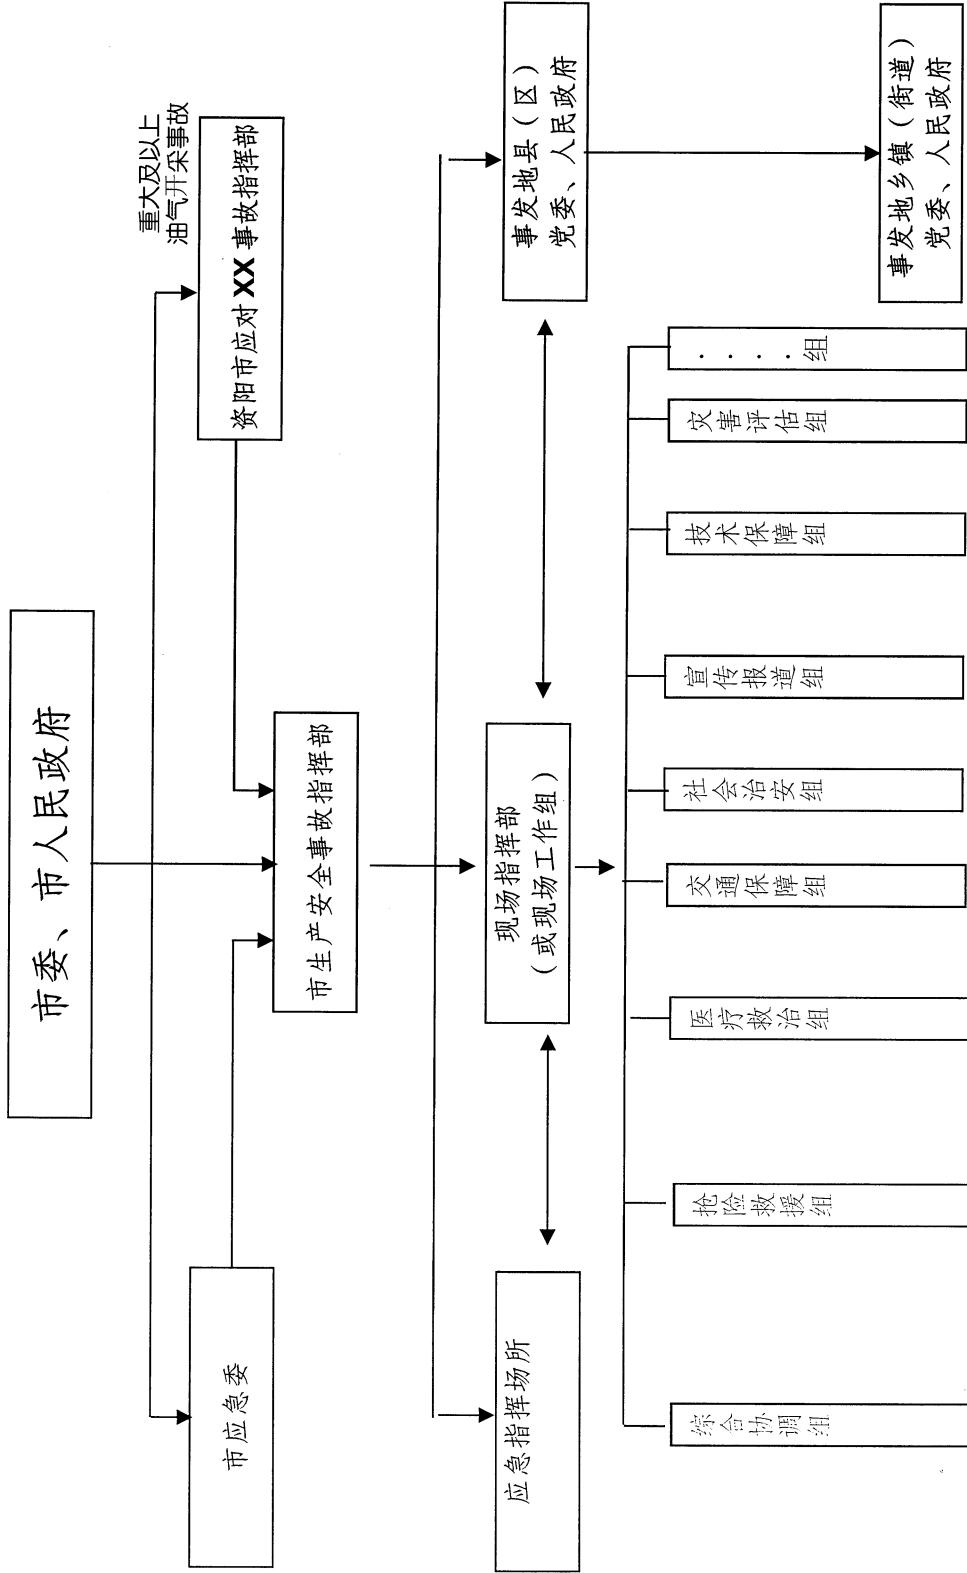 市委、市人民政府
重大及以上
油气开采事故
市应急委
资阳市应对XX事故指挥部
市生产安全事故指挥部
应急指挥场所
现场指挥部
（或现场工作组）
事发地县（区）
党委、人民政府
综合协调组
抢险救援组
医疗救治组
交通保障组
社会治安组
宣传报道组
技术保障组
灾害评估组
....组
事发地乡镇（街道）
党委、人民政府